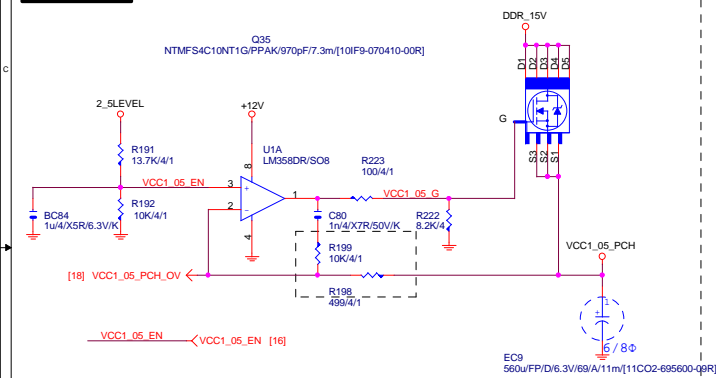 DDR_15V
Q35
NTMFS4C10NT1G/PPAK/970pF/7.3m/[10IF9-070410-00R]
D1
D2
D3
D4
D5
C
G
S3
S2
S1
2_5LEVEL
+12V
R191
13.7K/4/1
U1A
LM358DR/SO8
R223
100/4/1
8
VCC1_05_EN
3
+
1
VCC1_05_G
2
-
4
BC84
1u/4/X5R/6.3V/K
R192
10K/4/1
C80
1n/4/X7R/50V/K
R222
8.2K/4
R199
10K/4/1
VCC1_05_PCH
[18] VCC1_05_PCH_OV
R198
499/4/1
1
+
6/8Φ
VCC1_05_EN
VCC1_05_EN [16]
EC9
560u/FP/D/6.3V/69/A/11m/[11CO2-695600-09R]